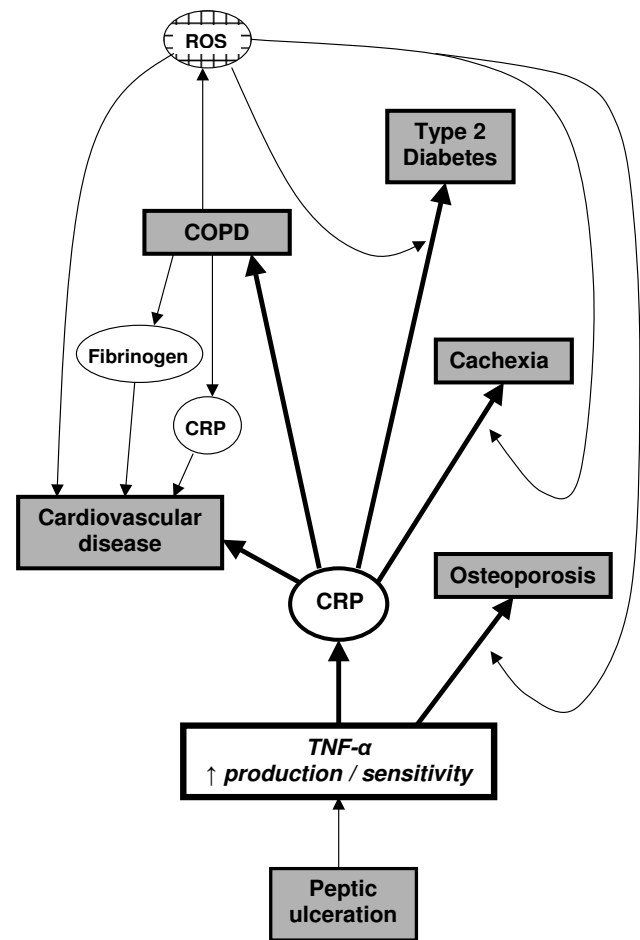 ROS
Type 2
Diabetes
COPD
Fibrinogen
Cachexia
CRP
Cardiovascular
disease
Osteoporosis
CRP
TNF-α
↑ production / sensitivity
Peptic
ulceration